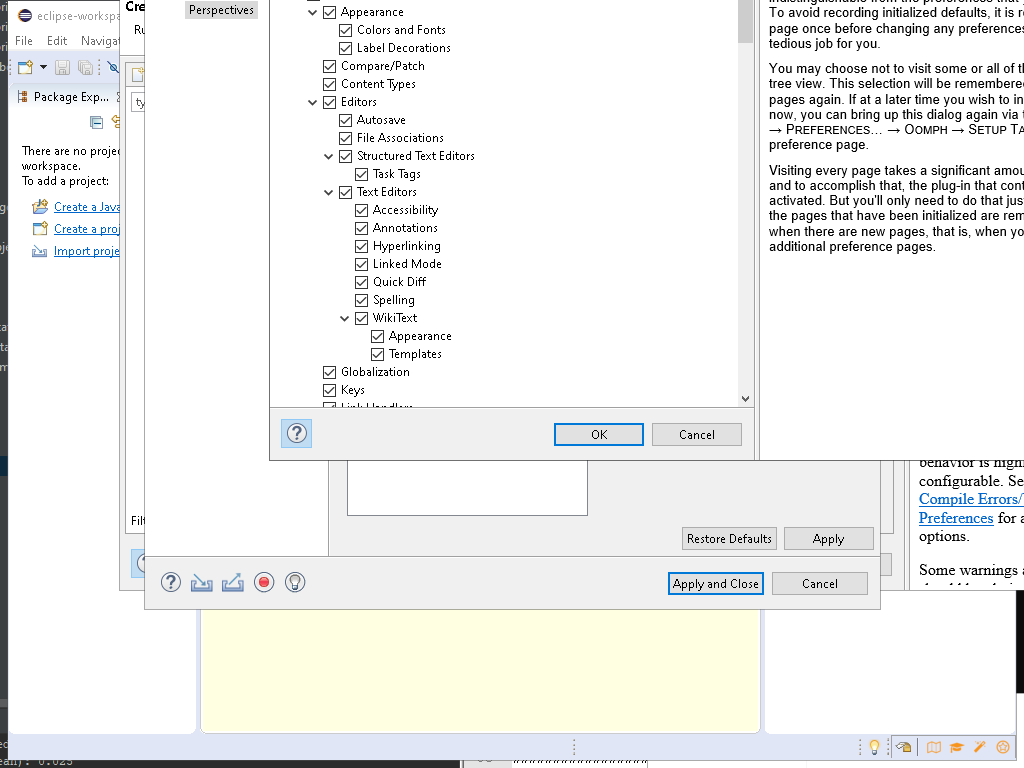 eclipse-workspa
Cre
Perspectives
File
Edit
Navigat
Ru
Package Exp...
ty
There are no projec
workspace.
To add a project:
Create a Java
Create a proj
Import proje
Appearance
Colors and Fonts
Label Decorations
Compare/Patch
Content Types
Editors
Autosave
File Associations
Structured Text Editors
Task Tags
Text Editors
Accessibility
Annotations
Hyperlinking
Linked Mode
Quick Diff
Spelling
WikiText
Appearance
Templates
Globalization
Keys
OK
Cancel
To avoid recording initialized defaults, it is r
page once before changing any preferences
tedious job for you.
You may choose not to visit some or all of th
tree view. This selection will be remembered
pages again. If at a later time you wish to in
now, you can bring up this dialog again via t
→ PREFERENCES... → OOMPH → SETUP TA
preference page.
Visiting every page takes a significant amou
and to accomplish that, the plug-in that cont
activated. But you'll only need to do that jus
the pages that have been initialized are rem
when there are new pages, that is, when yo
additional preference pages.
Filt
Restore Defaults
Apply
Apply and Close
Cancel
behavior is highl
configurable. Se
Compile Errors/
Preferences for a
options.
Some warnings a